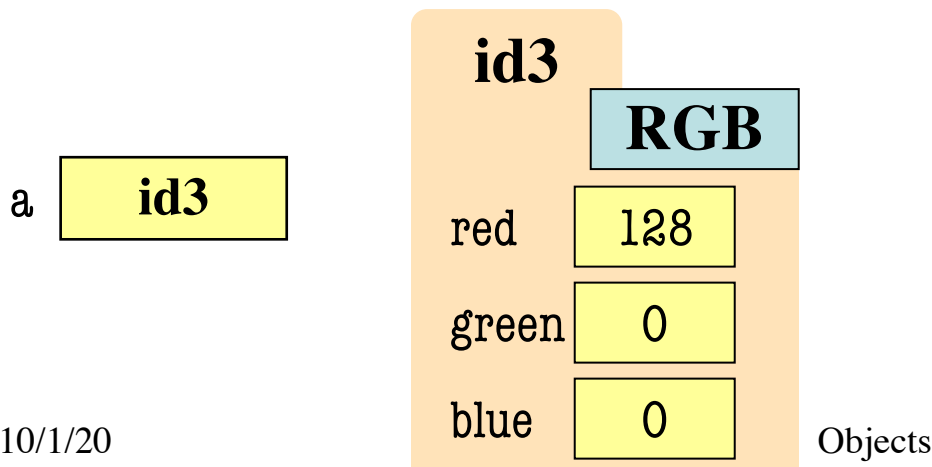 id3
RGB
a id3
red 128
green 0
blue 0
10/1/20 Objects